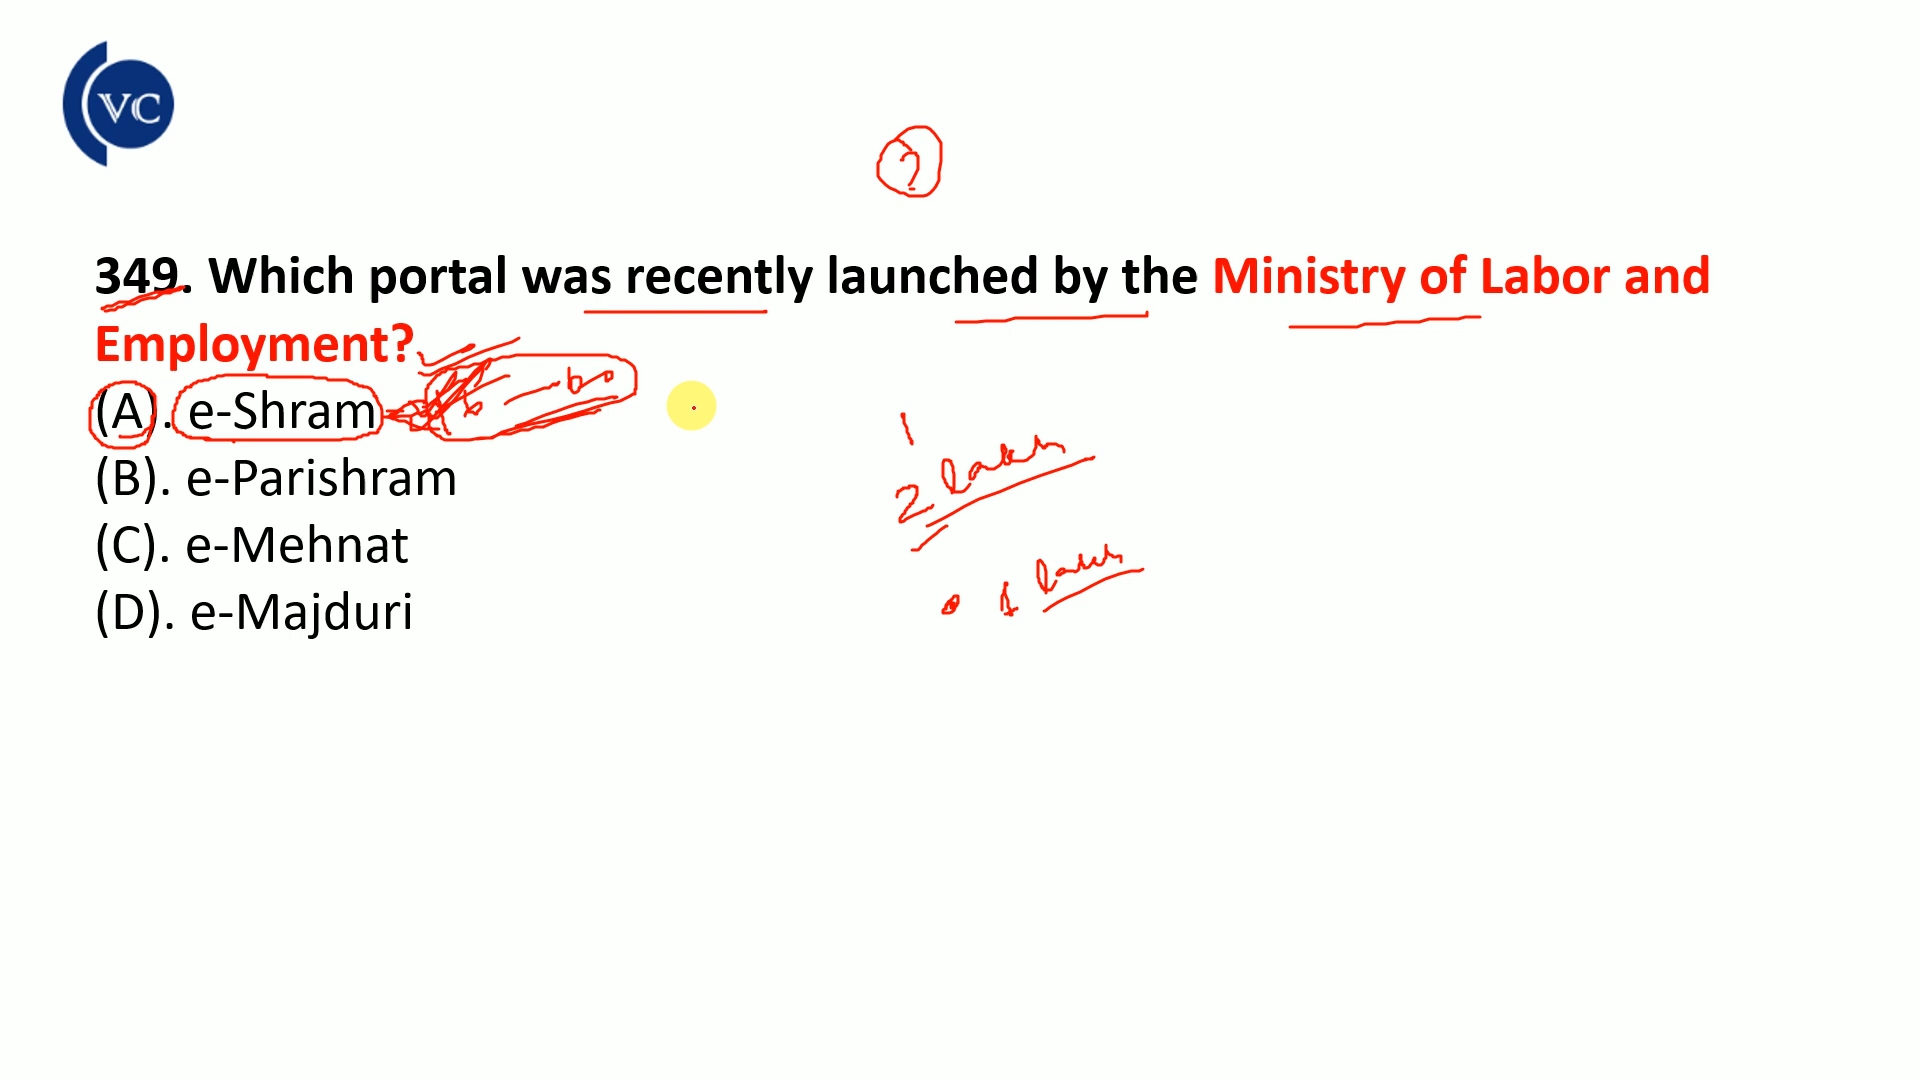 VC
?
349. Which portal was recently launched by the Ministry of Labor and
Employment?
(A). e-Shram
(B). e-Parishram
(C). e-Mehnat
(D). e-Majduri
2 lakh
1 lakh